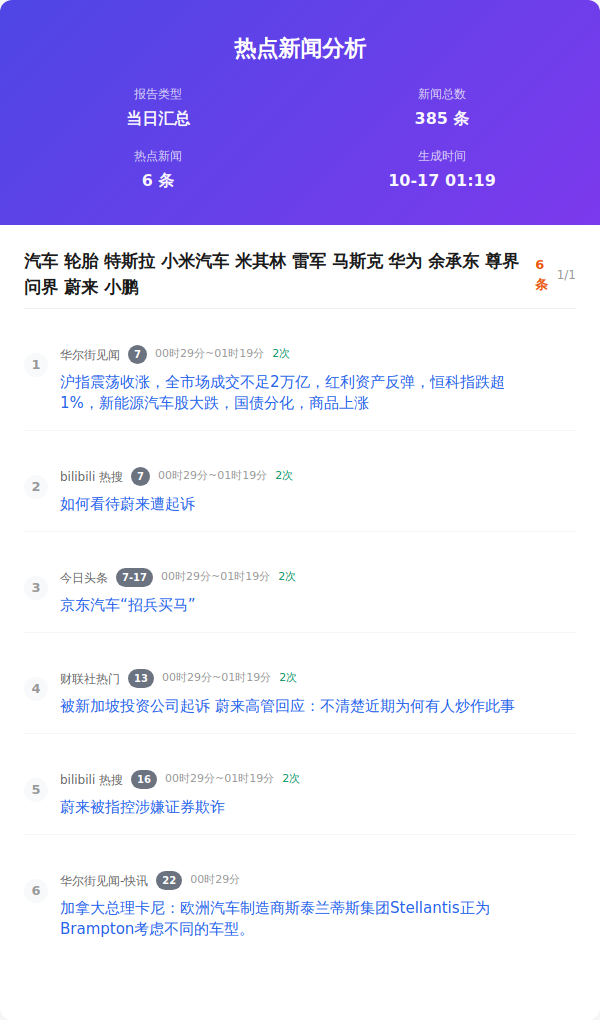 热点新闻分析
报告类型
新闻总数
当日汇总
385 条
热点新闻
生成时间
6 条
10-17 01:19
汽车 轮胎 特斯拉 小米汽车 米其林 雷军 马斯克 华为 余承东 尊界
问界 蔚来 小鹏
6
条
1/1
1
华尔街见闻 7 00时29分~01时19分 2次
沪指震荡收涨，全市场成交不足2万亿，红利资产反弹，恒科指跌超
1%，新能源汽车股大跌，国债分化，商品上涨
2
bilibili 热搜 7 00时29分~01时19分 2次
如何看待蔚来遭起诉
3
今日头条 7-17 00时29分~01时19分 2次
京东汽车“招兵买马”
4
财联社热门 13 00时29分~01时19分 2次
被新加坡投资公司起诉 蔚来高管回应：不清楚近期为何有人炒作此事
5
bilibili 热搜 16 00时29分~01时19分 2次
蔚来被指控涉嫌证券欺诈
6
华尔街见闻-快讯 22 00时29分
加拿大总理卡尼：欧洲汽车制造商斯泰兰蒂斯集团Stellantis正为
Brampton考虑不同的车型。